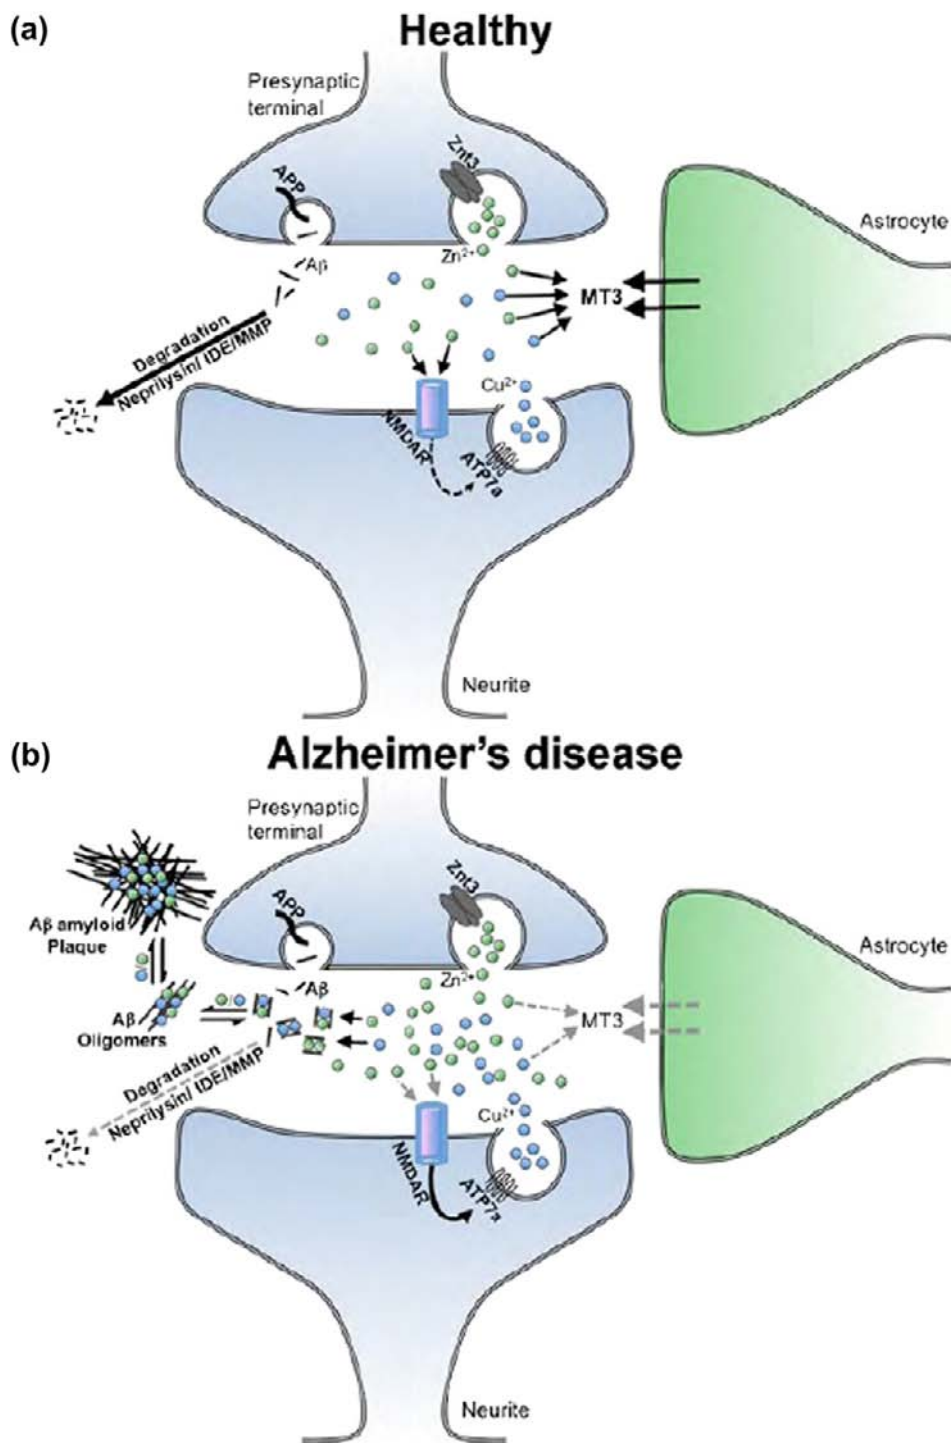 (a)
Healthy
Presynaptic
terminal
Znt3
APP
Astrocyte
Zn²⁺
Aβ
MT3
Degradation
Neprilysin/ IDE/MMP
Cu²⁺
NMDAR
ATP7a
Neurite
(b)
Alzheimer's disease
Presynaptic
terminal
Znt3
APP
Aβ amyloid
Plaque
Astrocyte
Zn²⁺
Aβ
MT3
Aβ
Oligomers
Degradation
Neprilysin/ IDE/MMP
Cu²⁺
NMDAR
ATP7a
Neurite